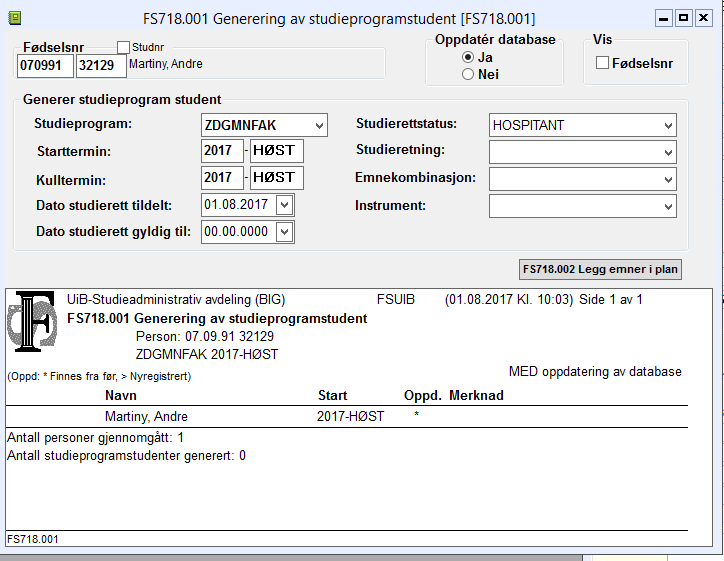 FS718.001 Generering av studieprogramstudent [FS718.001]
Fødselsnr Studnr
070991 32129 Martiny, Andre
Oppdatér database
Ja
Nei
Vis
Fødselsnr
Generer studieprogram student
Studieprogram: ZDGMNFAK
Starttermin: 2017 - HØST
Kulltermin: 2017 - HØST
Dato studierett tildelt: 01.08.2017
Dato studierett gyldig til: 00.00.0000
Studierettstatus: HOSPITANT
Studieretning:
Emnekombinasjon:
Instrument:
FS718.002 Legg emner i plan
UiB-Studieadministrativ avdeling (BIG) FSUIB (01.08.2017 Kl. 10:03) Side 1 av 1
FS718.001 Generering av studieprogramstudent
Person: 07.09.91 32129
ZDGMNFAK 2017-HØST
(Oppd: * Finnes fra før, > Nyregistrert) MED oppdatering av database
Navn Start Oppd. Merknad
Martiny, Andre 2017-HØST *
Antall personer gjennomgått: 1
Antall studieprogramstudenter generert: 0
FS718.001